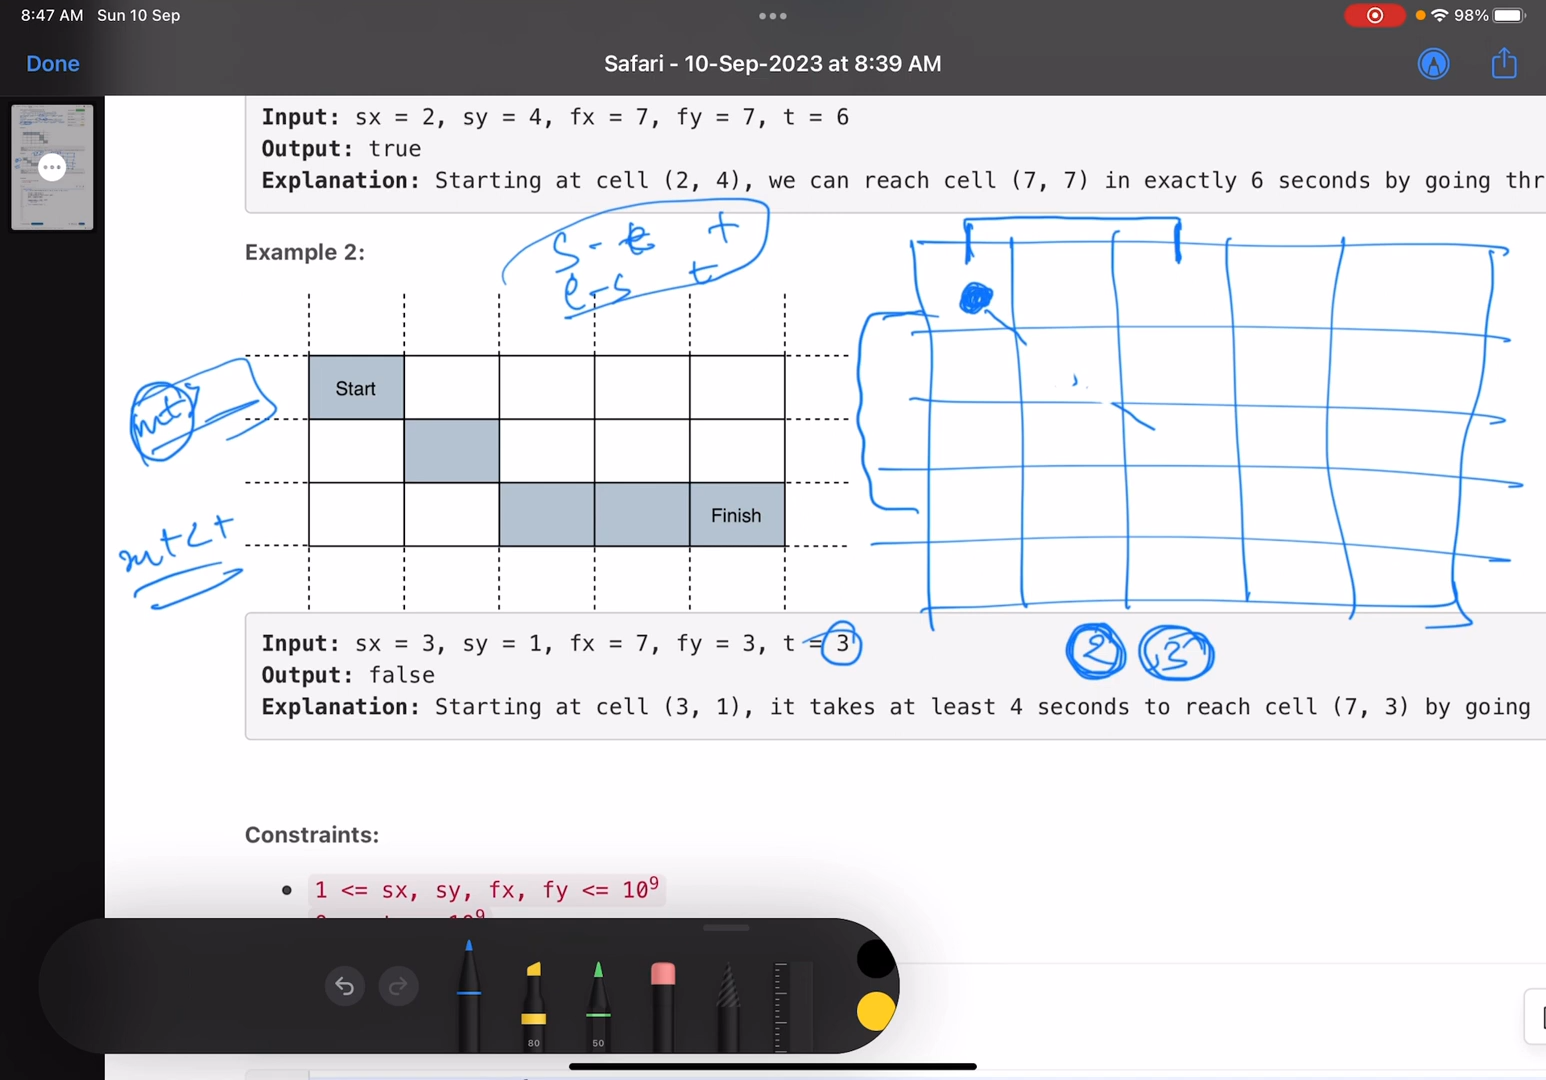 8:47 AM Sun 10 Sep
98%
Done
Safari - 10-Sep-2023 at 8:39 AM
Input: sx = 2, sy = 4, fx = 7, fy = 7, t = 6
Output: true
Explanation: Starting at cell (2, 4), we can reach cell (7, 7) in exactly 6 seconds by going thr
Example 2:
s - e t
e - s t
Start
mt
Finish
mt < t
Input: sx = 3, sy = 1, fx = 7, fy = 3, t = 3
2 3
Output: false
Explanation: Starting at cell (3, 1), it takes at least 4 seconds to reach cell (7, 3) by going
Constraints:
1 <= sx, sy, fx, fy <= 10⁹
80 50